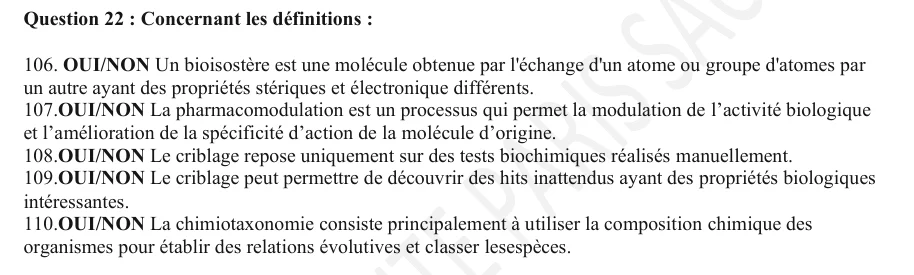 Question 22 : Concernant les définitions :
106. OUI/NON Un bioisostère est une molécule obtenue par l'échange d'un atome ou groupe d'atomes par
un autre ayant des propriétés stériques et électronique différents.
107.OUI/NON La pharmacomodulation est un processus qui permet la modulation de l’activité biologique
et l’amélioration de la spécificité d’action de la molécule d’origine.
108.OUI/NON Le criblage repose uniquement sur des tests biochimiques réalisés manuellement.
109.OUI/NON Le criblage peut permettre de découvrir des hits inattendus ayant des propriétés biologiques
intéressantes.
110.OUI/NON La chimiotaxonomie consiste principalement à utiliser la composition chimique des
organismes pour établir des relations évolutives et classer lesespèces.
PARIS